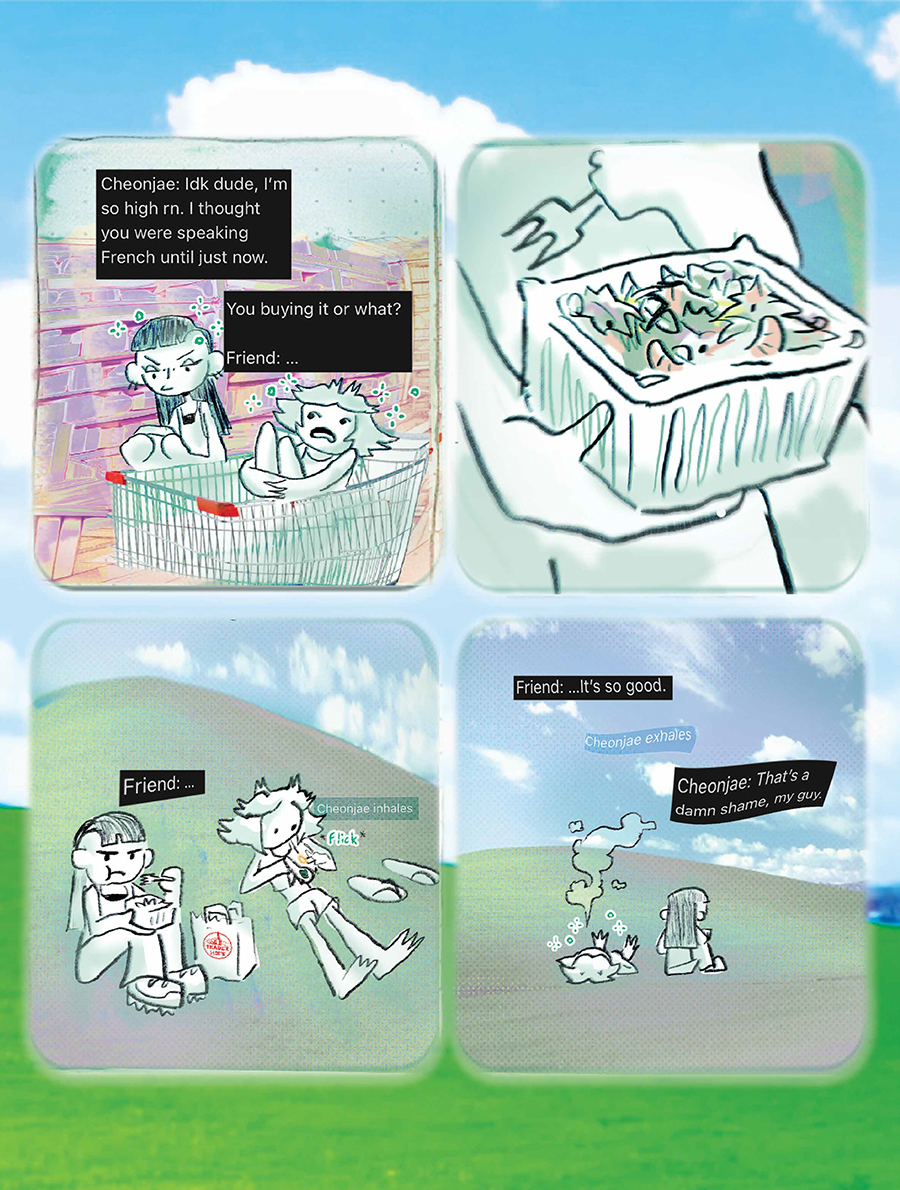 Cheonjae: Idk dude, I'm
so high rn. I thought
you were speaking
French until just now.
You buying it or what?
Friend: ...
Friend: ...
Cheonjae inhales
*Flick*
TRADER
JOE'S
Friend: ...It's so good.
Cheonjae exhales
Cheonjae: That's a
damn shame, my guy.